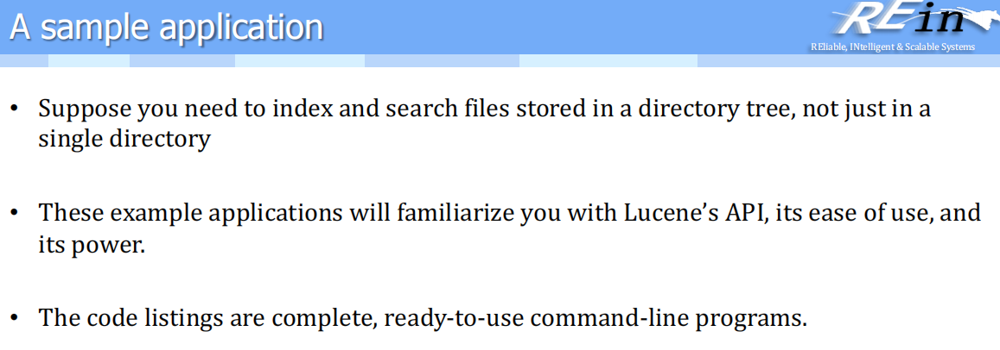 A sample application
REin
REliable, INtelligent & Scalable Systems
• Suppose you need to index and search files stored in a directory tree, not just in a
single directory
• These example applications will familiarize you with Lucene’s API, its ease of use, and
its power.
• The code listings are complete, ready-to-use command-line programs.